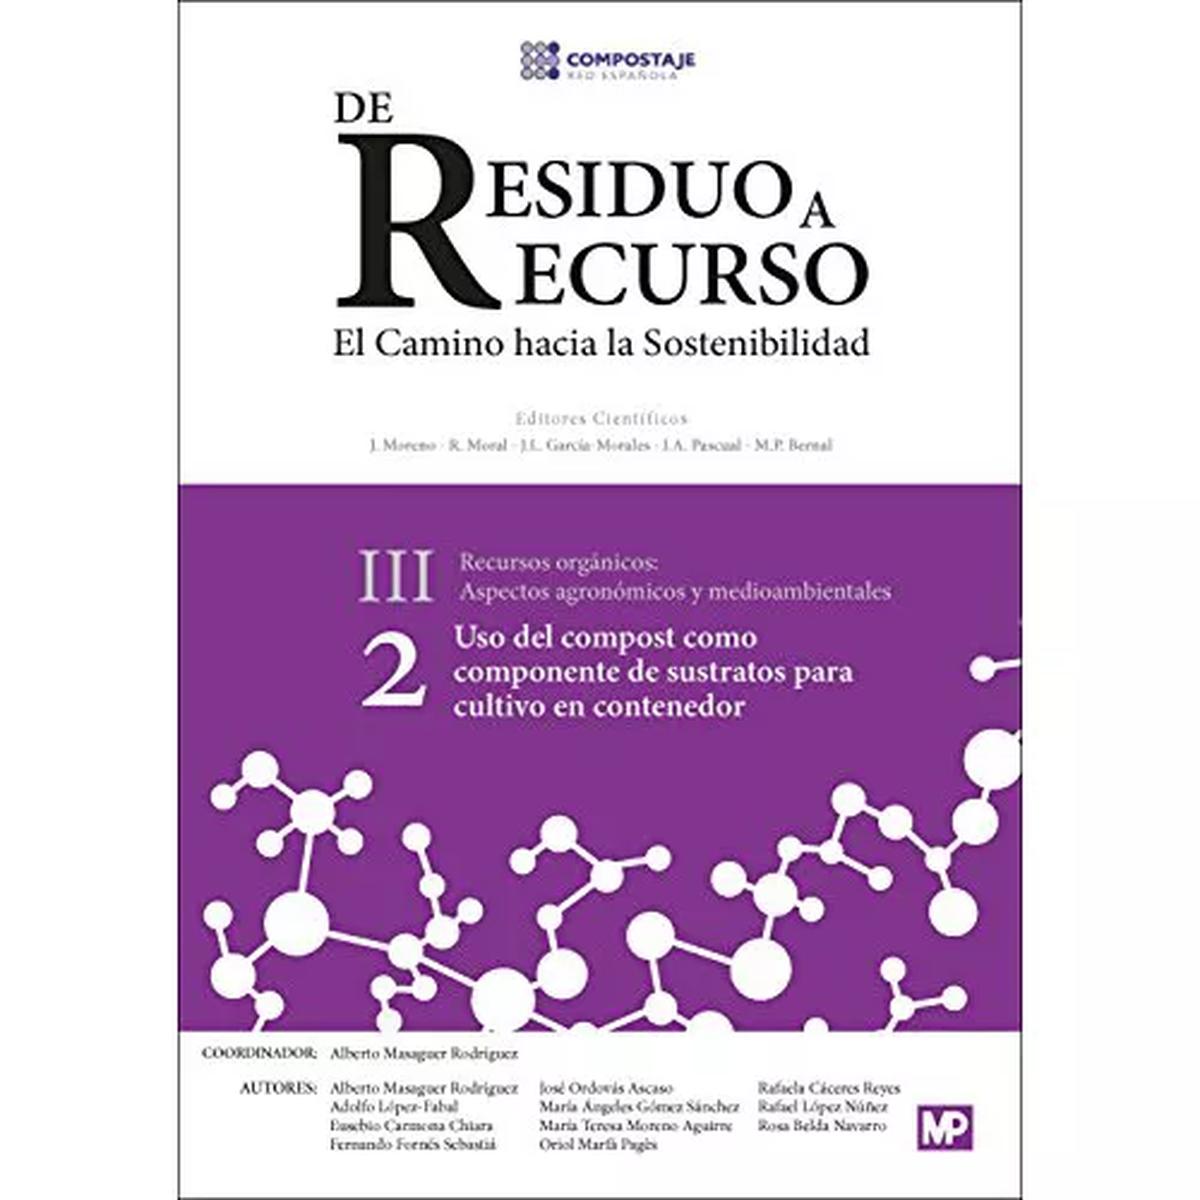 COMPOSTAJE
RED ESPAÑOLA
DE
RESIDUO A
RECURSO
El Camino hacia la Sostenibilidad
Editores Científicos
J. Moreno · R. Moral · J.L. García-Morales · J.A. Pascual · M.P. Bernal
III Recursos orgánicos:
Aspectos agronómicos y medioambientales
2 Uso del compost como
componente de sustratos para
cultivo en contenedor
COORDINADOR: Alberto Masaguer Rodríguez
AUTORES: Alberto Masaguer Rodríguez José Ordovás Ascaso Rafaela Cáceres Reyes
Adolfo López-Fabal María Ángeles Gómez Sánchez Rafael López Núñez
Eusebio Carmona Chiara María Teresa Moreno Aguirre Rosa Belda Navarro
Fernando Fornés Sebastiá Oriol Marfà Pagès
MP